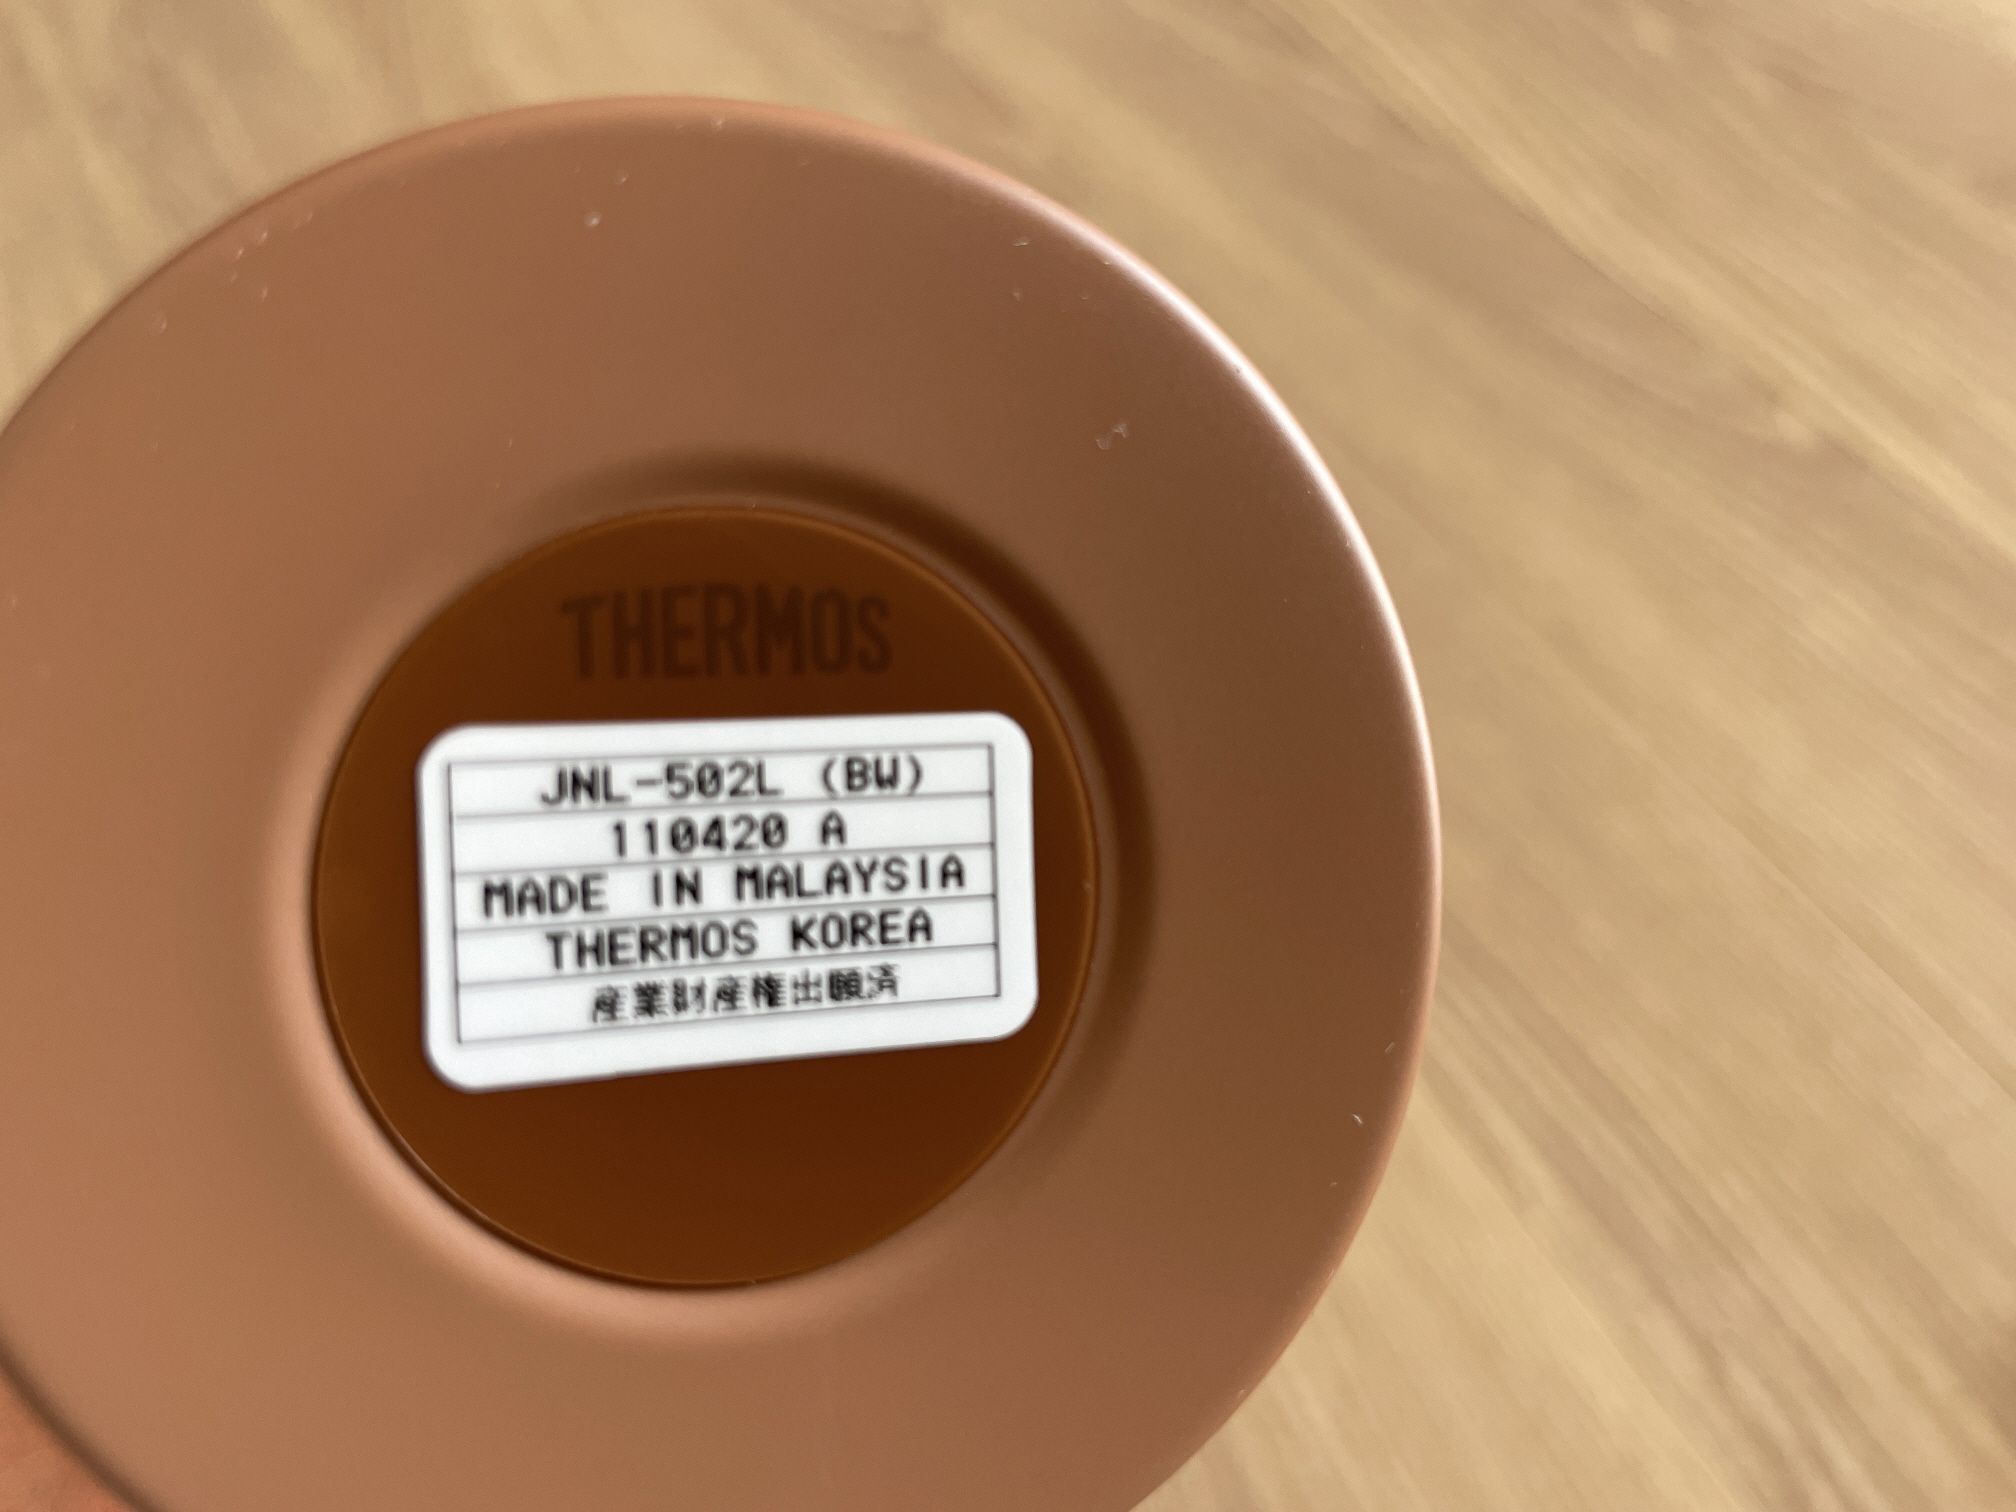 THERMOS
JNL-502L (BW)
110420 A
MADE IN MALAYSIA
THERMOS KOREA
産業財産権出願済